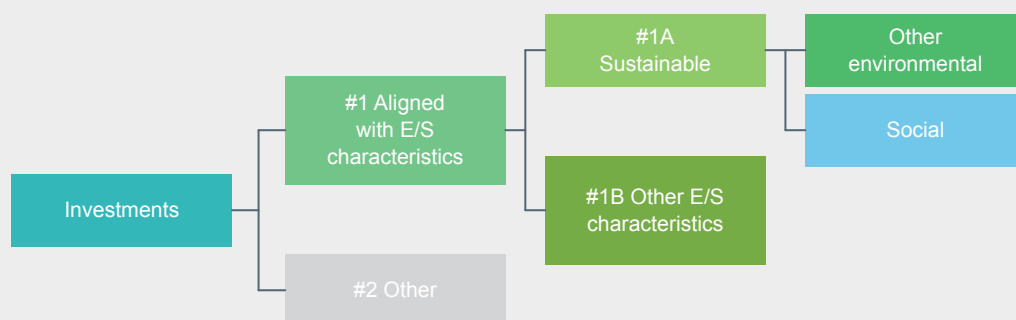 Investments
#1 Aligned
with E/S
characteristics
#2 Other
#1A
Sustainable
#1B Other E/S
characteristics
Other
environmental
Social